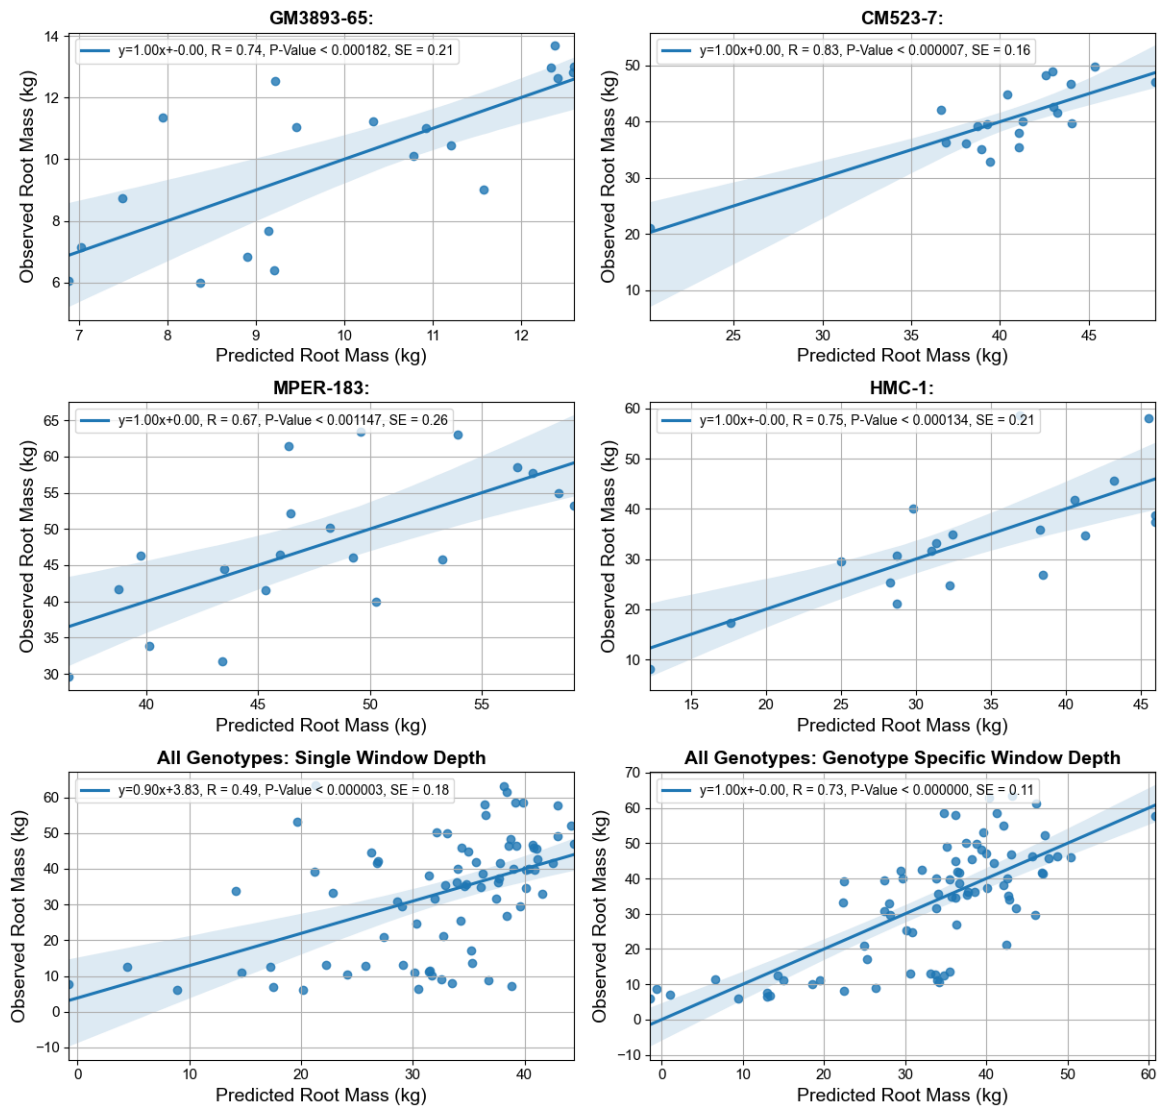 GM3893-65:
y=1.00x+-0.00, R = 0.74, P-Value < 0.000182, SE = 0.21
14
12
10
8
6
Observed Root Mass (kg)
7 8 9 10 11 12
Predicted Root Mass (kg)
CM523-7:
y=1.00x+0.00, R = 0.83, P-Value < 0.000007, SE = 0.16
50
40
30
20
10
Observed Root Mass (kg)
25 30 35 40 45
Predicted Root Mass (kg)
MPER-183:
y=1.00x+0.00, R = 0.67, P-Value < 0.001147, SE = 0.26
65
60
55
50
45
40
35
30
Observed Root Mass (kg)
40 45 50 55
Predicted Root Mass (kg)
HMC-1:
y=1.00x+-0.00, R = 0.75, P-Value < 0.000134, SE = 0.21
60
50
40
30
20
10
Observed Root Mass (kg)
15 20 25 30 35 40 45
Predicted Root Mass (kg)
All Genotypes: Single Window Depth
y=0.90x+3.83, R = 0.49, P-Value < 0.000003, SE = 0.18
60
50
40
30
20
10
0
−10
Observed Root Mass (kg)
0 10 20 30 40
Predicted Root Mass (kg)
All Genotypes: Genotype Specific Window Depth
y=1.00x+-0.00, R = 0.73, P-Value < 0.000000, SE = 0.11
70
60
50
40
30
20
10
0
−10
Observed Root Mass (kg)
0 10 20 30 40 50 60
Predicted Root Mass (kg)